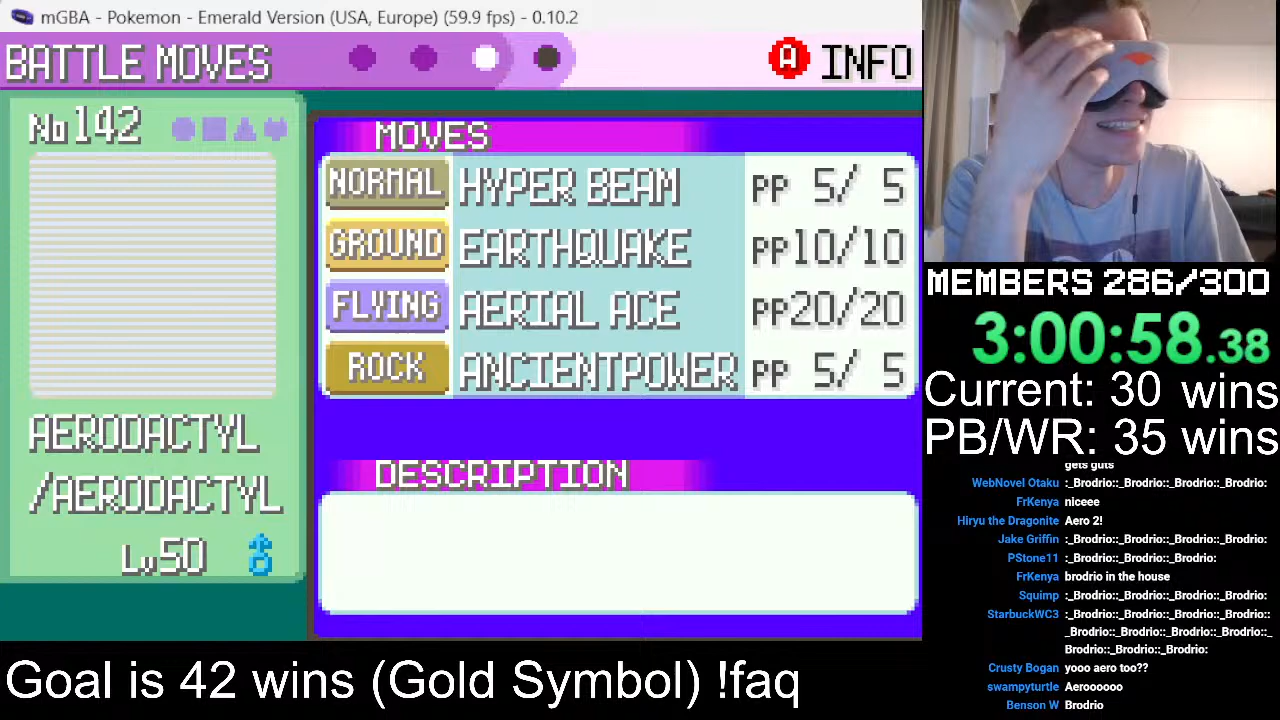 mGBA - Pokemon - Emerald Version (USA, Europe) (59.9 fps) - 0.10.2
BATTLE MOVES
A INFO
No142
AERODACTYL
/AERODACTYL
Lv50 ♂
MOVES
NORMAL HYPER BEAM PP 5/ 5
GROUND EARTHQUAKE PP10/10
FLYING AERIAL ACE PP20/20
ROCK ANCIENTPOWER PP 5/ 5
DESCRIPTION
MEMBERS 286/300
3:00:58.38
Current: 30 wins
PB/WR: 35 wins
gets guts
WebNovel Otaku :_Brodrio::_Brodrio::_Brodrio::_Brodrio:
FrKenya niceee
Hiryu the Dragonite Aero 2!
Jake Griffin :_Brodrio::_Brodrio::_Brodrio::_Brodrio:
PStone11 :_Brodrio::_Brodrio::_Brodrio:
FrKenya brodrio in the house
Squimp :_Brodrio::_Brodrio::_Brodrio::_Brodrio:
StarbuckWC3 :_Brodrio::_Brodrio::_Brodrio::_Brodrio::
_Brodrio::_Brodrio::_Brodrio::_Brodrio::_
Brodrio::_Brodrio::_Brodrio:
Crusty Bogan yooo aero too??
swampyturtle Aeroooooo
Benson W Brodrio
Goal is 42 wins (Gold Symbol) !faq